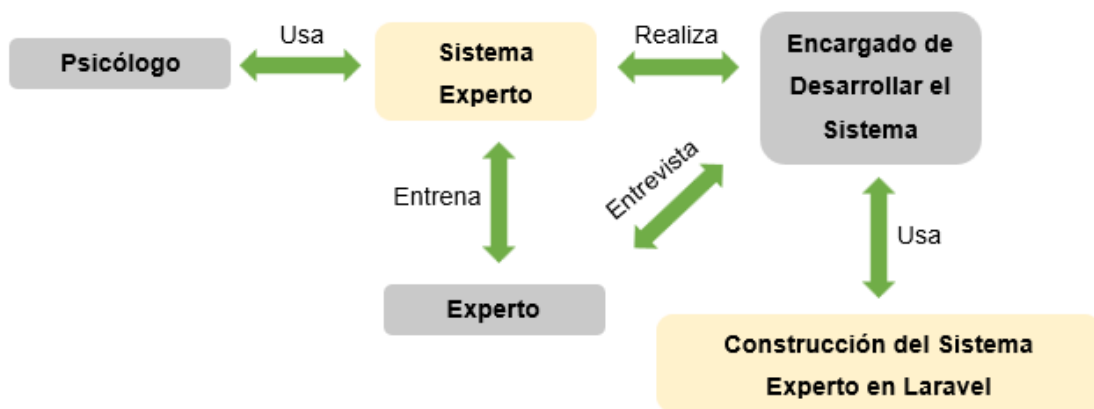 Usa
Realiza
Psicólogo
Sistema
Experto
Encargado de
Desarrollar el
Sistema
Entrena
Entrevista
Usa
Experto
Construcción del Sistema
Experto en Laravel